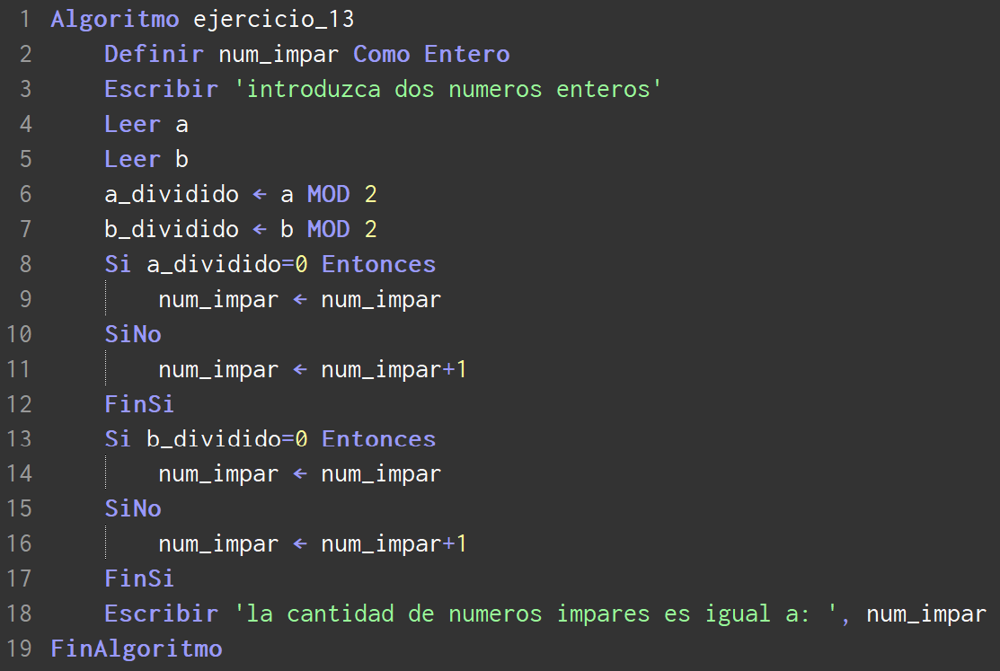 1 Algoritmo ejercicio_13
2 Definir num_impar Como Entero
3 Escribir 'introduzca dos numeros enteros'
4 Leer a
5 Leer b
6 a_dividido ← a MOD 2
7 b_dividido ← b MOD 2
8 Si a_dividido=0 Entonces
9 num_impar ← num_impar
10 SiNo
11 num_impar ← num_impar+1
12 FinSi
13 Si b_dividido=0 Entonces
14 num_impar ← num_impar
15 SiNo
16 num_impar ← num_impar+1
17 FinSi
18 Escribir 'la cantidad de numeros impares es igual a: ', num_impar
19 FinAlgoritmo